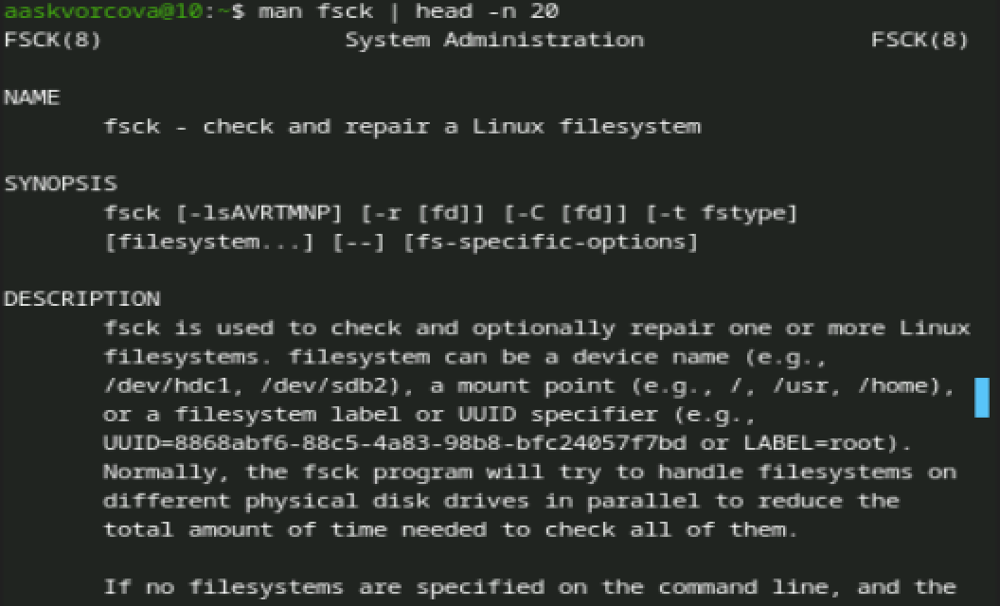 aaskvorcova@10:~$ man fsck | head -n 20
FSCK(8) System Administration FSCK(8)
NAME
fsck - check and repair a Linux filesystem
SYNOPSIS
fsck [-lsAVRTMNP] [-r [fd]] [-C [fd]] [-t fstype]
[filesystem...] [--] [fs-specific-options]
DESCRIPTION
fsck is used to check and optionally repair one or more Linux
filesystems. filesystem can be a device name (e.g.,
/dev/hdc1, /dev/sdb2), a mount point (e.g., /, /usr, /home),
or a filesystem label or UUID specifier (e.g.,
UUID=8868abf6-88c5-4a83-98b8-bfc24057f7bd or LABEL=root).
Normally, the fsck program will try to handle filesystems on
different physical disk drives in parallel to reduce the
total amount of time needed to check all of them.
If no filesystems are specified on the command line, and the